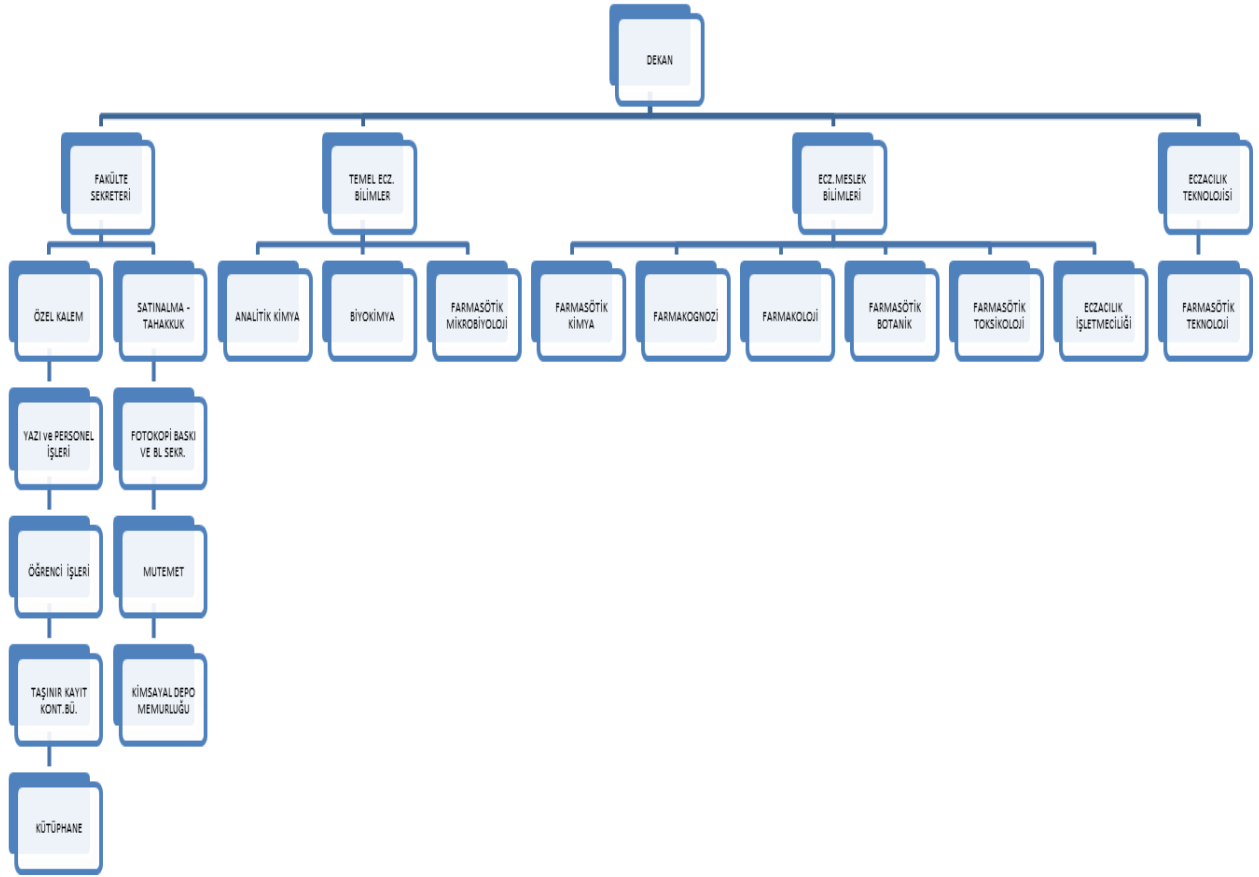 DEKAN
FAKÜLTE
SEKRETERİ
TEMEL ECZ.
BİLİMLER
ECZ.MESLEK
BİLİMLERİ
ECZACILIK
TEKNOLOJİSİ
ÖZEL KALEM
SATINALMA -
TAHAKKUK
ANALİTİK KİMYA
BİYOKİMYA
FARMASÖTİK
MİKROBİYOLOJİ
FARMASÖTİK
KİMYA
FARMAKOGNOZİ
FARMAKOLOJİ
FARMASÖTİK
BOTANİK
FARMASÖTİK
TOKSİKOLOJİ
ECZACILIK
İŞLETMECİLİĞİ
FARMASÖTİK
TEKNOLOJİ
YAZI ve PERSONEL
İŞLERİ
FOTOKOPİ BASKI
VE BL SEKR.
ÖĞRENCİ İŞLERİ
MUTEMET
TAŞINIR KAYIT
KONT.BÜ.
KİMSAYAL DEPO
MEMURLUĞU
KÜTÜPHANE